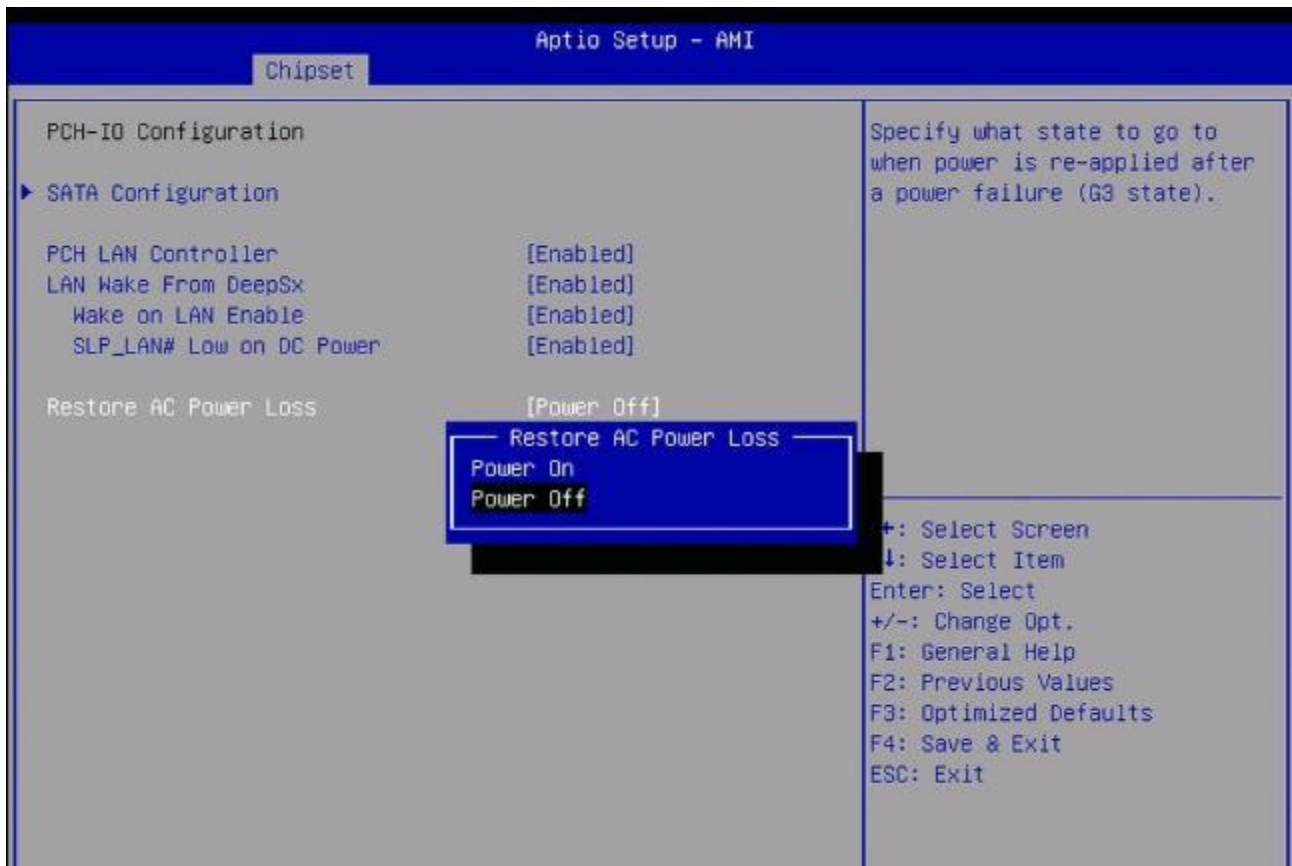 Aptio Setup - AMI
Chipset
PCH-IO Configuration
SATA Configuration
PCH LAN Controller [Enabled]
LAN Wake From DeepSx [Enabled]
Wake on LAN Enable [Enabled]
SLP_LAN# Low on DC Power [Enabled]
Restore AC Power Loss [Power Off]
Restore AC Power Loss
Power On
Power Off
Specify what state to go to
when power is re-applied after
a power failure (G3 state).
: Select Screen
↓: Select Item
Enter: Select
+/-: Change Opt.
F1: General Help
F2: Previous Values
F3: Optimized Defaults
F4: Save & Exit
ESC: Exit